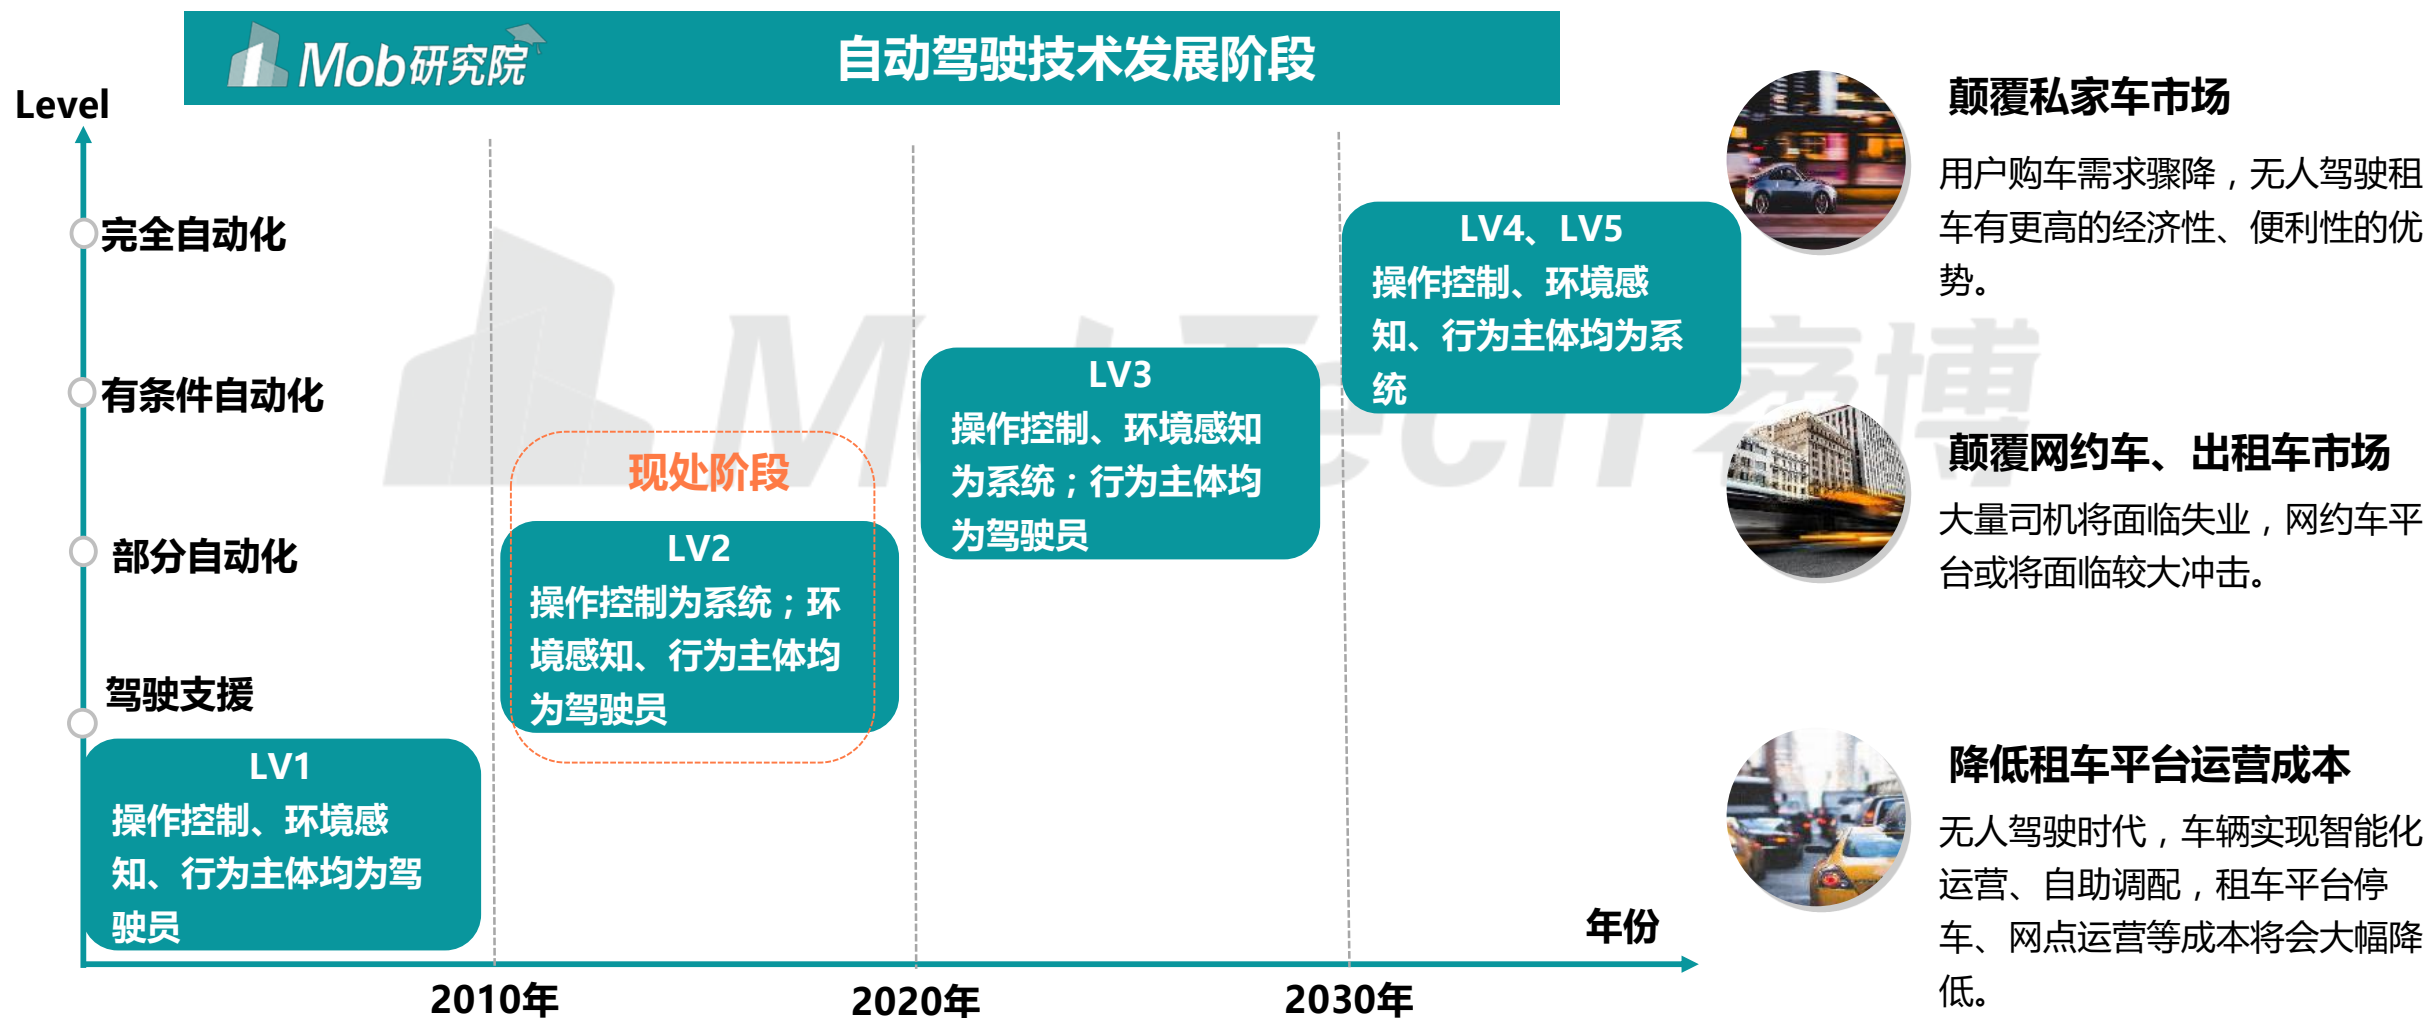 Mob研究院
自动驾驶技术发展阶段
Level
完全自动化
有条件自动化
部分自动化
驾驶支援
LV1
操作控制、环境感
知、行为主体均为驾
驶员
现处阶段
LV2
操作控制为系统；环
境感知、行为主体均
为驾驶员
LV3
操作控制、环境感知
为系统；行为主体均
为驾驶员
LV4、LV5
操作控制、环境感
知、行为主体均为系
统
年份
2010年
2020年
2030年
颠覆私家车市场
用户购车需求骤降，无人驾驶租
车有更高的经济性、便利性的优
势。
颠覆网约车、出租车市场
大量司机将面临失业，网约车平
台或将面临较大冲击。
降低租车平台运营成本
无人驾驶时代，车辆实现智能化
运营、自助调配，租车平台停
车、网点运营等成本将会大幅降
低。